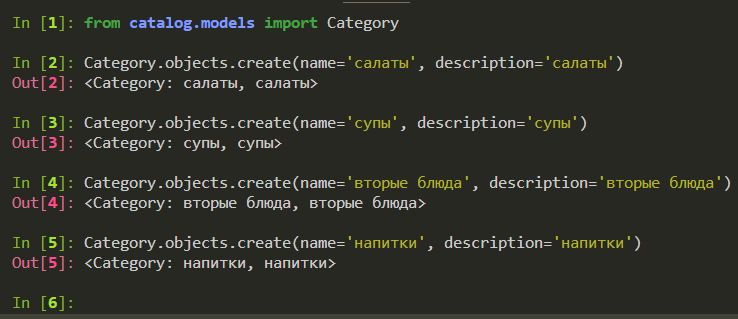 In [1]: from catalog.models import Category
In [2]: Category.objects.create(name='салаты', description='салаты')
Out[2]: <Category: салаты, салаты>
In [3]: Category.objects.create(name='супы', description='супы')
Out[3]: <Category: супы, супы>
In [4]: Category.objects.create(name='вторые блюда', description='вторые блюда')
Out[4]: <Category: вторые блюда, вторые блюда>
In [5]: Category.objects.create(name='напитки', description='напитки')
Out[5]: <Category: напитки, напитки>
In [6]: